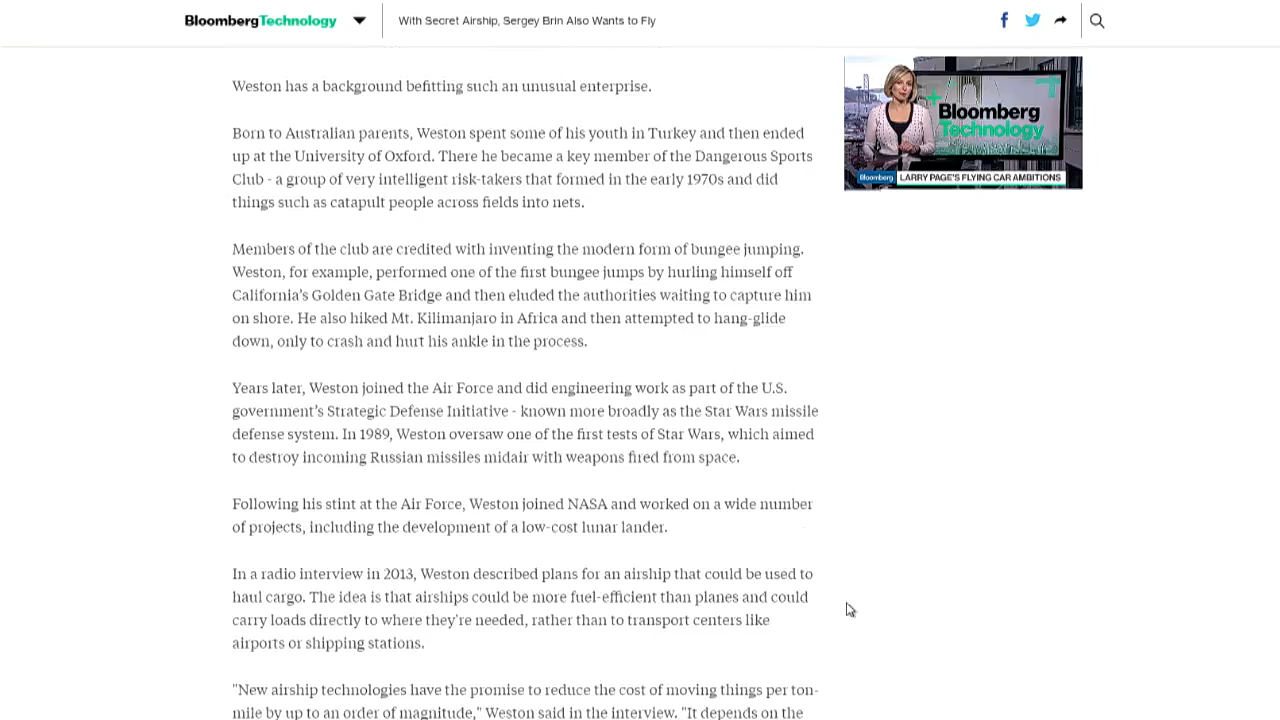 BloombergTechnology
With Secret Airship, Sergey Brin Also Wants to Fly
Weston has a background befitting such an unusual enterprise.
Born to Australian parents, Weston spent some of his youth in Turkey and then ended
up at the University of Oxford. There he became a key member of the Dangerous Sports
Club - a group of very intelligent risk-takers that formed in the early 1970s and did
things such as catapult people across fields into nets.
Members of the club are credited with inventing the modern form of bungee jumping.
Weston, for example, performed one of the first bungee jumps by hurling himself off
California's Golden Gate Bridge and then eluded the authorities waiting to capture him
on shore. He also hiked Mt. Kilimanjaro in Africa and then attempted to hang-glide
down, only to crash and hurt his ankle in the process.
Years later, Weston joined the Air Force and did engineering work as part of the U.S.
government's Strategic Defense Initiative - known more broadly as the Star Wars missile
defense system. In 1989, Weston oversaw one of the first tests of Star Wars, which aimed
to destroy incoming Russian missiles midair with weapons fired from space.
Following his stint at the Air Force, Weston joined NASA and worked on a wide number
of projects, including the development of a low-cost lunar lander.
In a radio interview in 2013, Weston described plans for an airship that could be used to
haul cargo. The idea is that airships could be more fuel-efficient than planes and could
carry loads directly to where they're needed, rather than to transport centers like
airports or shipping stations.
"New airship technologies have the promise to reduce the cost of moving things per ton-
mile by up to an order of magnitude," Weston said in the interview. "It depends on the
Bloomberg
Technology
Bloomberg
LARRY PAGE'S FLYING CAR AMBITIONS